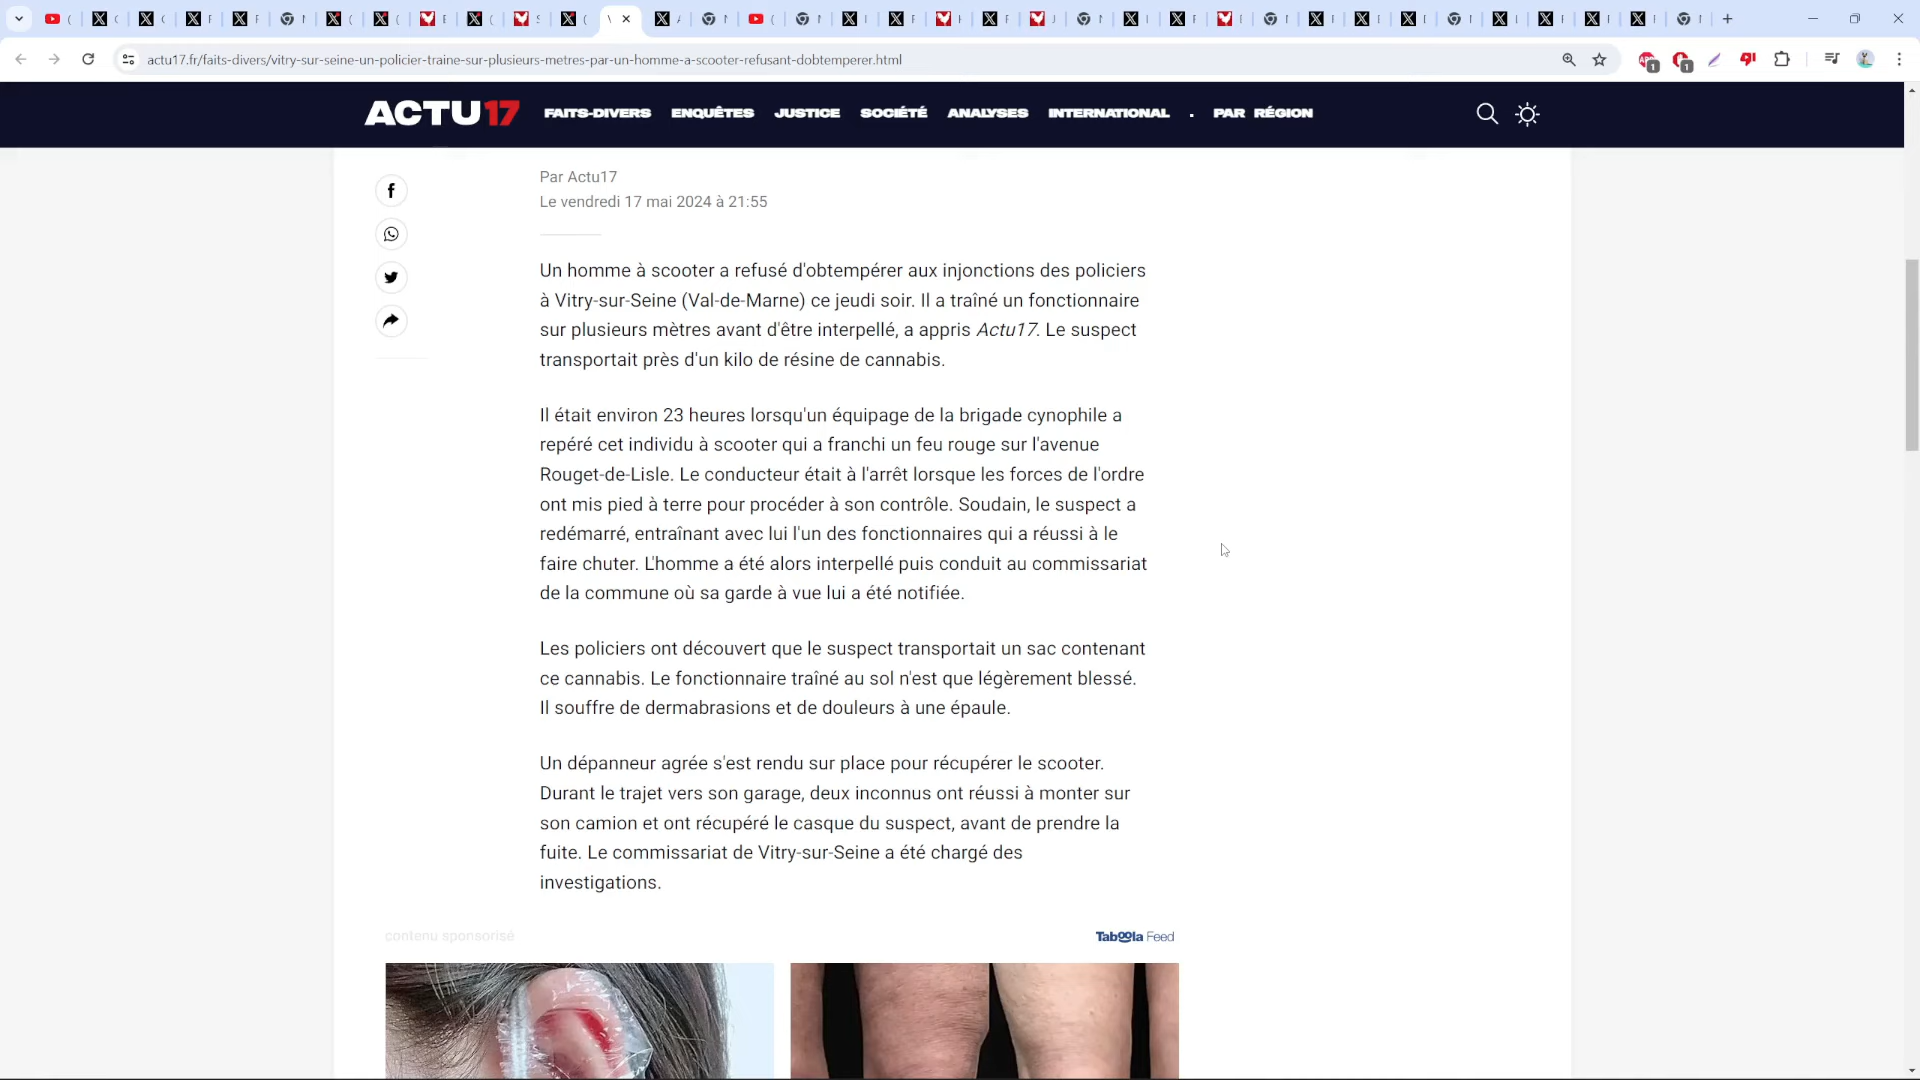 actu17.fr/faits-divers/vitry-sur-seine-un-policier-traine-sur-plusieurs-metres-par-un-homme-a-scooter-refusant-dobtemperer.html
ACTU17
FAITS-DIVERS ENQUÊTES JUSTICE SOCIÉTÉ ANALYSES INTERNATIONAL . PAR RÉGION
Par Actu17
Le vendredi 17 mai 2024 à 21:55
Un homme à scooter a refusé d'obtempérer aux injonctions des policiers
à Vitry-sur-Seine (Val-de-Marne) ce jeudi soir. Il a traîné un fonctionnaire
sur plusieurs mètres avant d'être interpellé, a appris Actu17. Le suspect
transportait près d'un kilo de résine de cannabis.
Il était environ 23 heures lorsqu'un équipage de la brigade cynophile a
repéré cet individu à scooter qui a franchi un feu rouge sur l'avenue
Rouget-de-Lisle. Le conducteur était à l'arrêt lorsque les forces de l'ordre
ont mis pied à terre pour procéder à son contrôle. Soudain, le suspect a
redémarré, entraînant avec lui l'un des fonctionnaires qui a réussi à le
faire chuter. L'homme a été alors interpellé puis conduit au commissariat
de la commune où sa garde à vue lui a été notifiée.
Les policiers ont découvert que le suspect transportait un sac contenant
ce cannabis. Le fonctionnaire traîné au sol n'est que légèrement blessé.
Il souffre de dermabrasions et de douleurs à une épaule.
Un dépanneur agrée s'est rendu sur place pour récupérer le scooter.
Durant le trajet vers son garage, deux inconnus ont réussi à monter sur
son camion et ont récupéré le casque du suspect, avant de prendre la
fuite. Le commissariat de Vitry-sur-Seine a été chargé des
investigations.
contenu sponsorisé
Taboola Feed